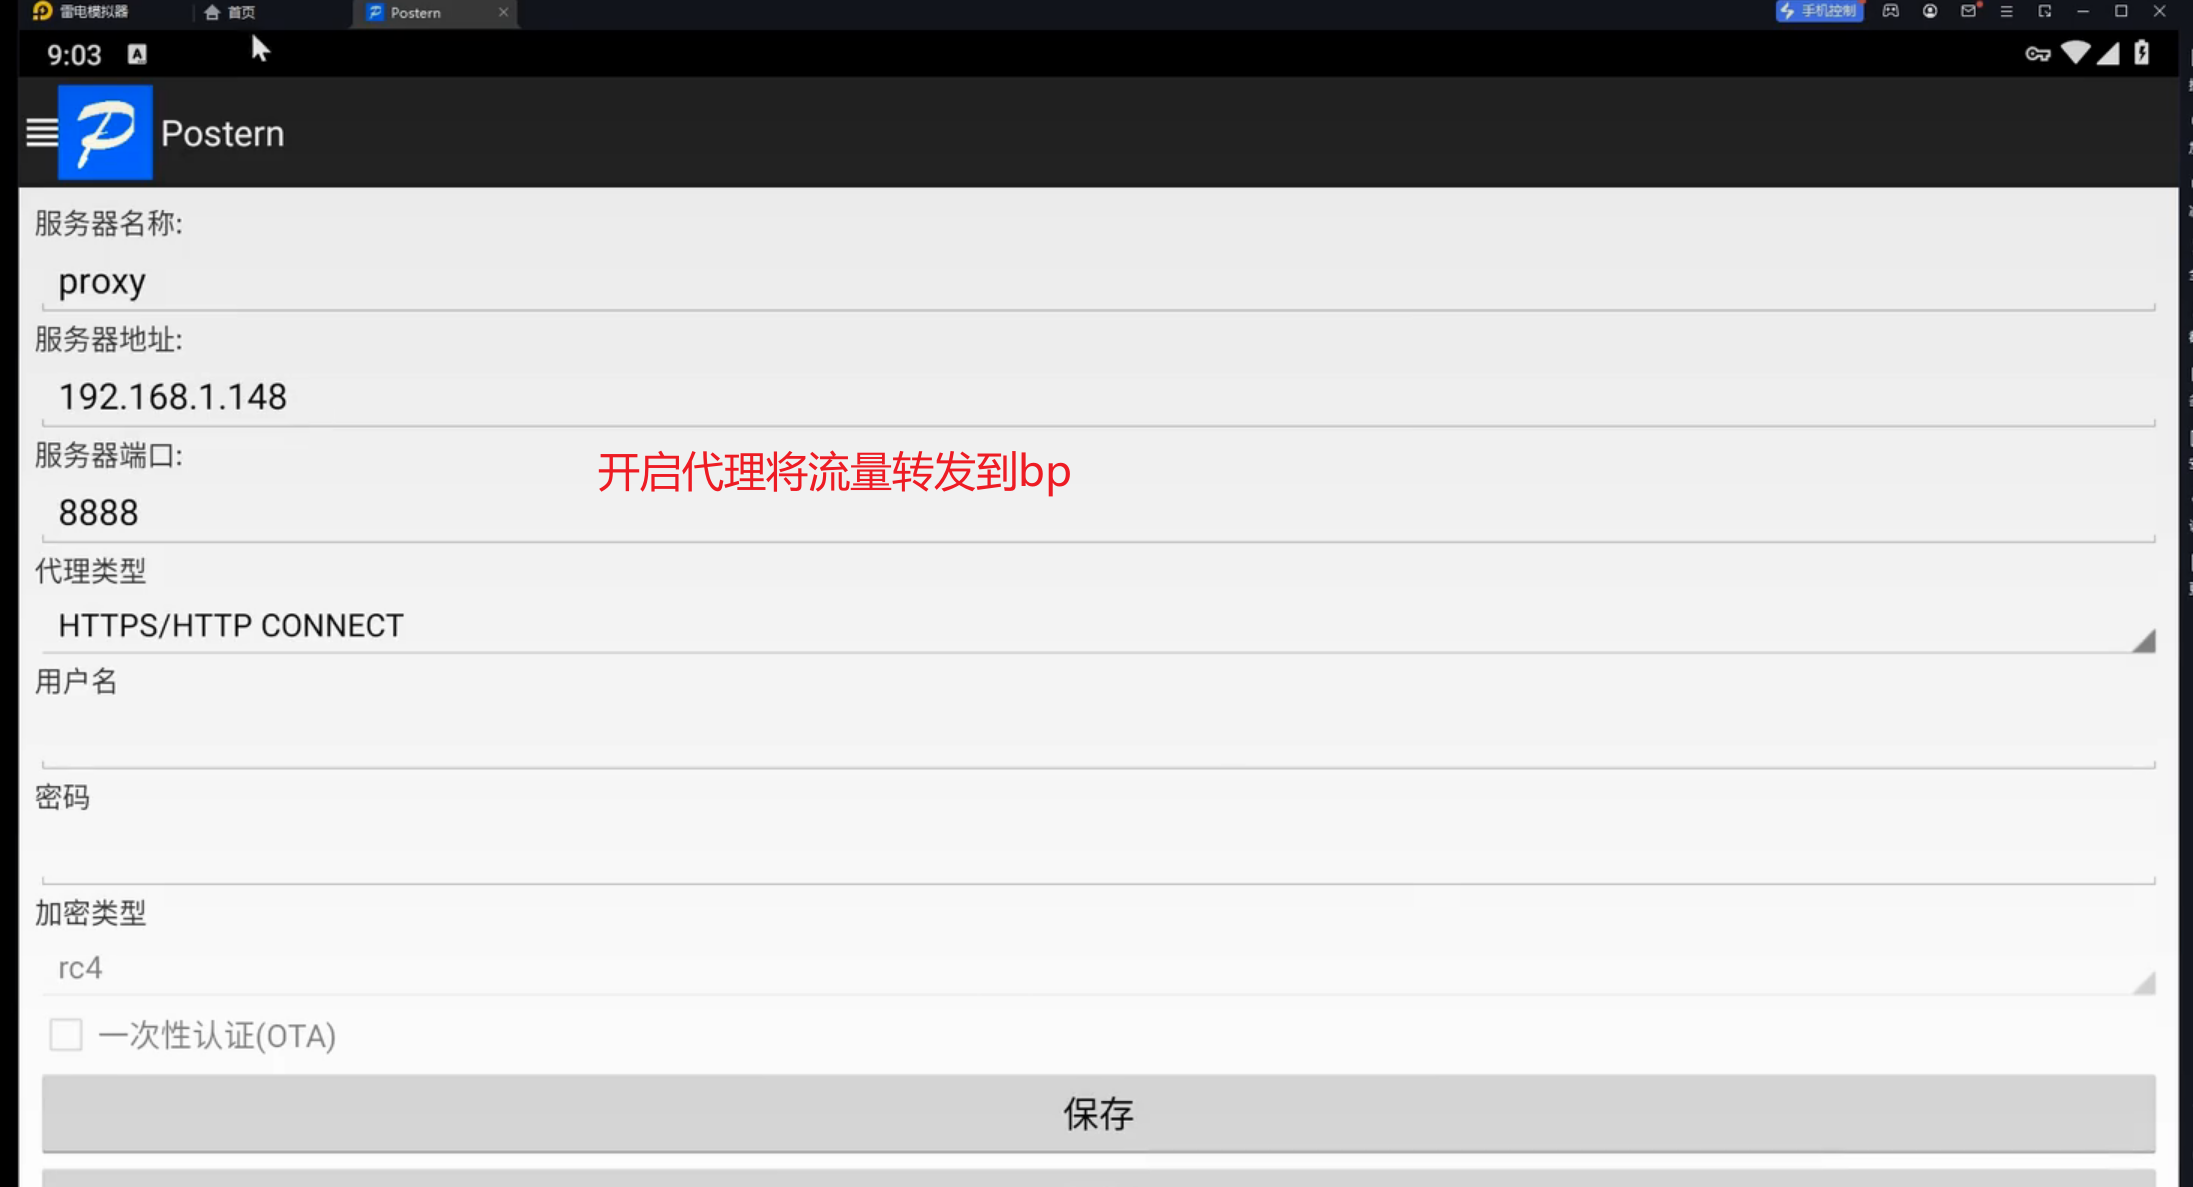 雷电模拟器
首页
Postern
手机控制
9:03
Postern
服务器名称:
proxy
服务器地址:
192.168.1.148
服务器端口:
开启代理将流量转发到bp
8888
代理类型
HTTPS/HTTP CONNECT
用户名
密码
加密类型
rc4
一次性认证(OTA)
保存